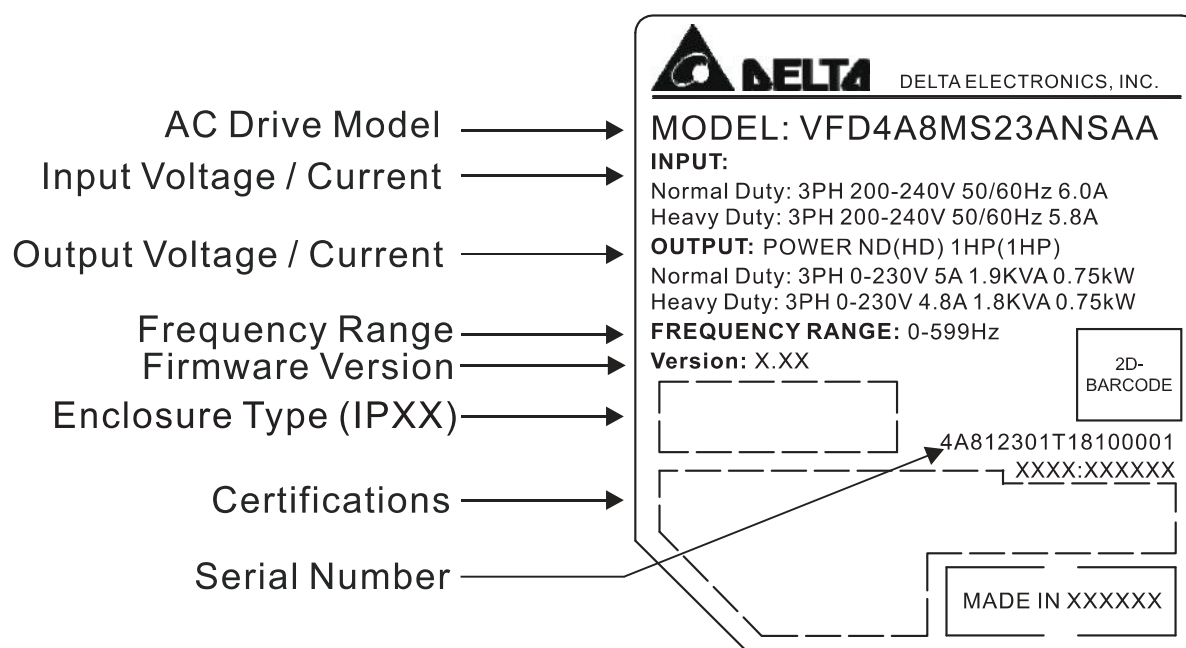 DELTA DELTA ELECTRONICS, INC.
AC Drive Model
MODEL: VFD4A8MS23ANSAA
Input Voltage / Current
INPUT:
Normal Duty: 3PH 200-240V 50/60Hz 6.0A
Heavy Duty: 3PH 200-240V 50/60Hz 5.8A
Output Voltage / Current
OUTPUT: POWER ND(HD) 1HP(1HP)
Normal Duty: 3PH 0-230V 5A 1.9KVA 0.75kW
Heavy Duty: 3PH 0-230V 4.8A 1.8KVA 0.75kW
Frequency Range
FREQUENCY RANGE: 0-599Hz
Firmware Version
Version: X.XX
2D-
BARCODE
Enclosure Type (IPXX)
4A812301T18100001
XXXX:XXXXXX
Certifications
Serial Number
MADE IN XXXXXX